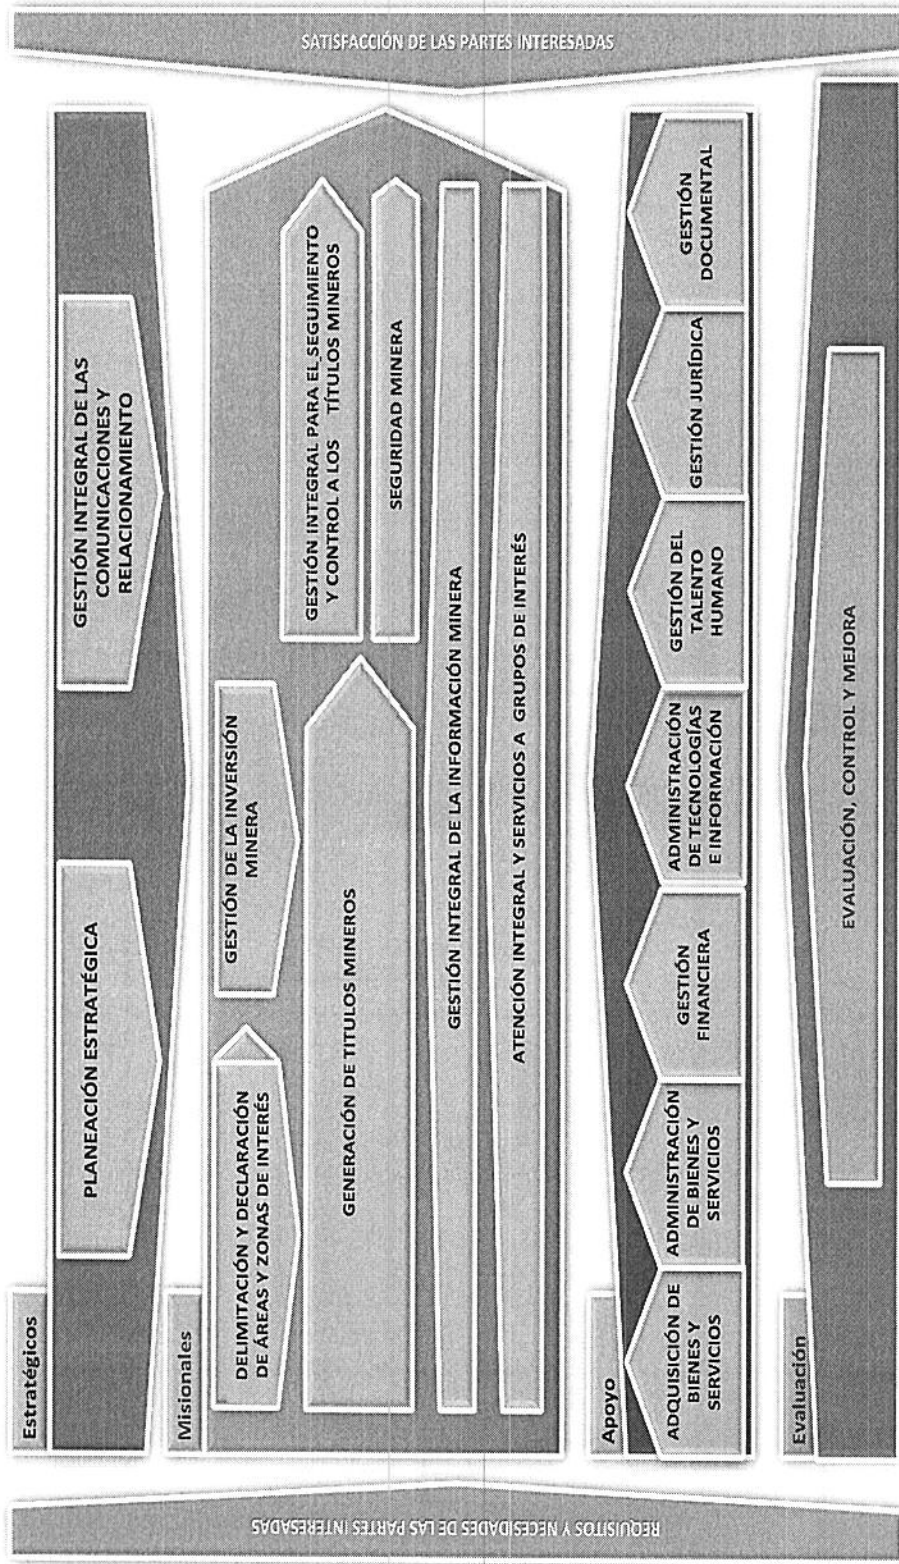 SATISFACCIÓN DE LAS PARTES INTERESADAS
Estratégicos
PLANEACIÓN ESTRATÉGICA
GESTIÓN INTEGRAL DE LAS
COMUNICACIONES Y
RELACIONAMIENTO
Misionales
DELIMITACIÓN Y DECLARACIÓN
DE ÁREAS Y ZONAS DE INTERÉS
GESTIÓN DE LA INVERSIÓN
MINERA
GENERACIÓN DE TITULOS MINEROS
GESTIÓN INTEGRAL PARA EL SEGUIMIENTO
Y CONTROL A LOS TÍTULOS MINEROS
SEGURIDAD MINERA
GESTIÓN INTEGRAL DE LA INFORMACIÓN MINERA
ATENCIÓN INTEGRAL Y SERVICIOS A GRUPOS DE INTERÉS
Apoyo
ADQUISICIÓN DE
BIENES Y
SERVICIOS
ADMINISTRACIÓN
DE BIENES Y
SERVICIOS
GESTIÓN
FINANCIERA
ADMINISTRACIÓN
DE TECNOLOGÍAS
E INFORMACIÓN
GESTIÓN DEL
TALENTO
HUMANO
GESTIÓN JURÍDICA
GESTIÓN
DOCUMENTAL
Evaluación
EVALUACIÓN, CONTROL Y MEJORA
REQUISITOS Y NECESIDADES DE LAS PARTES INTERESADAS